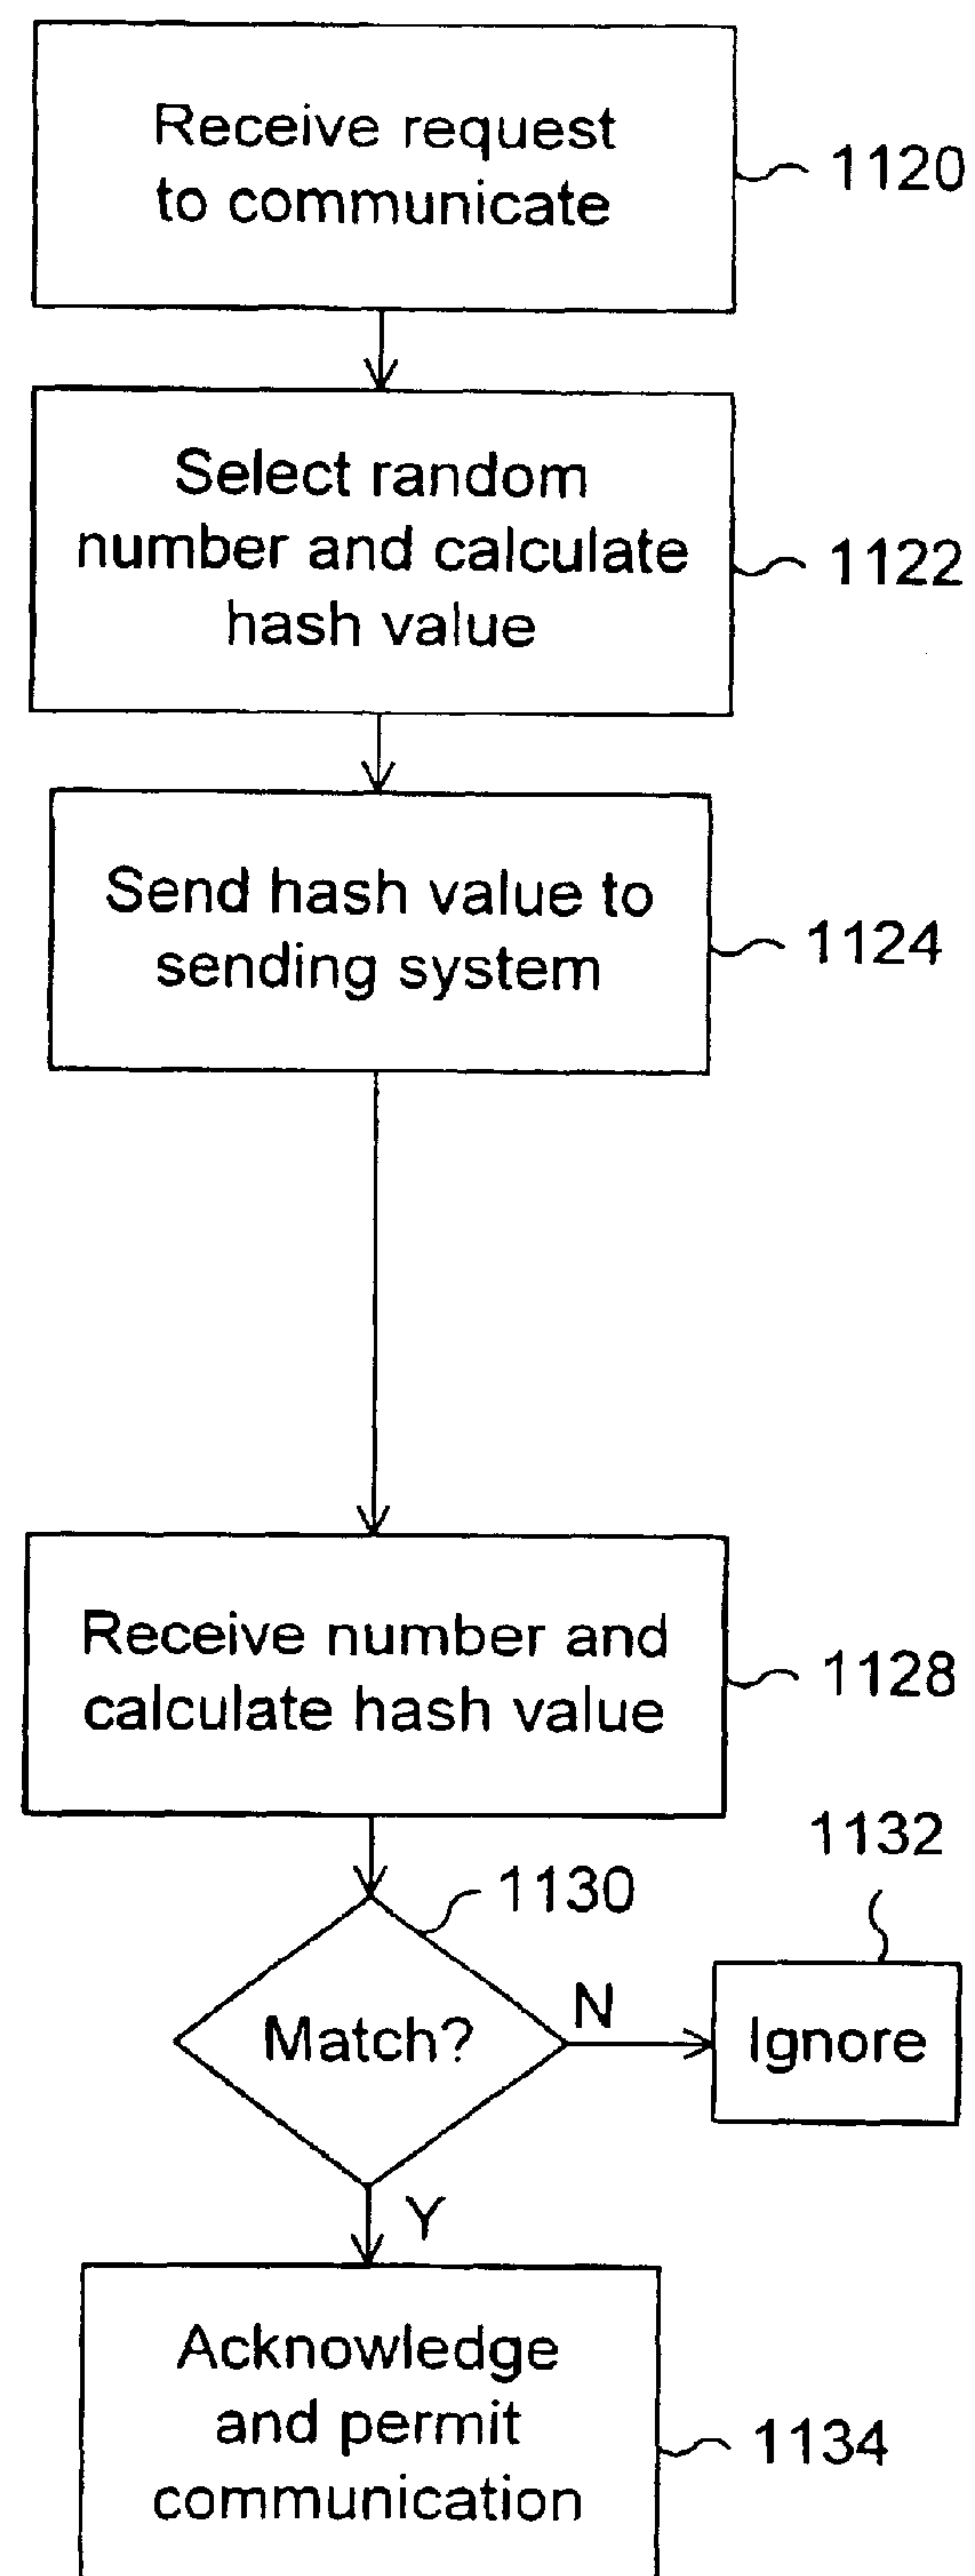 Receive request
to communicate
1120
Select random
number and calculate
hash value
1122
Send hash value to
sending system
1124
Receive number and
calculate hash value
1128
1132
1130
Match?
N
Ignore
Y
Acknowledge
and permit
communication
1134